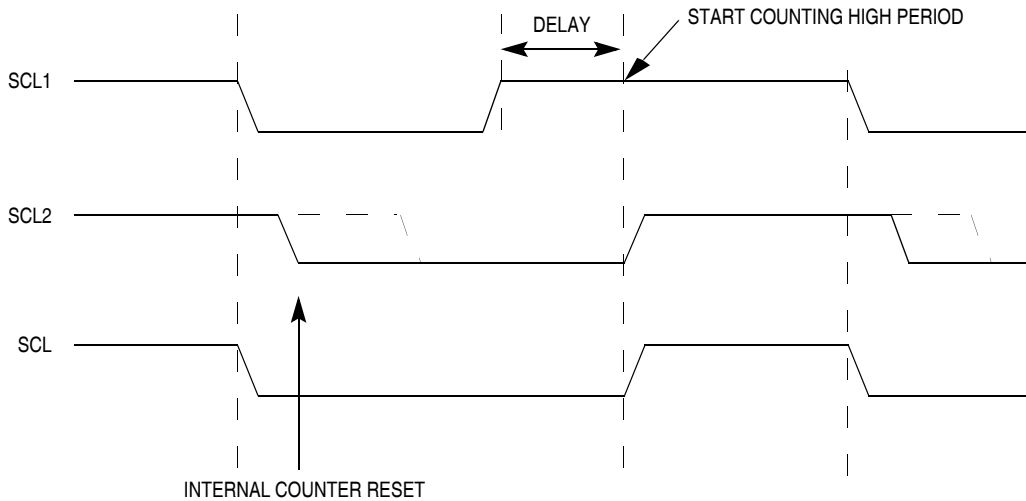 START COUNTING HIGH PERIOD
DELAY
SCL1
SCL2
SCL
INTERNAL COUNTER RESET